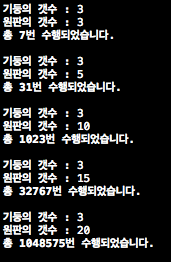 기둥의 갯수 : 3
원판의 갯수 : 3
총 7번 수행되었습니다.
기둥의 갯수 : 3
원판의 갯수 : 5
총 31번 수행되었습니다.
기둥의 갯수 : 3
원판의 갯수 : 10
총 1023번 수행되었습니다.
기둥의 갯수 : 3
원판의 갯수 : 15
총 32767번 수행되었습니다.
기둥의 갯수 : 3
원판의 갯수 : 20
총 1048575번 수행되었습니다.